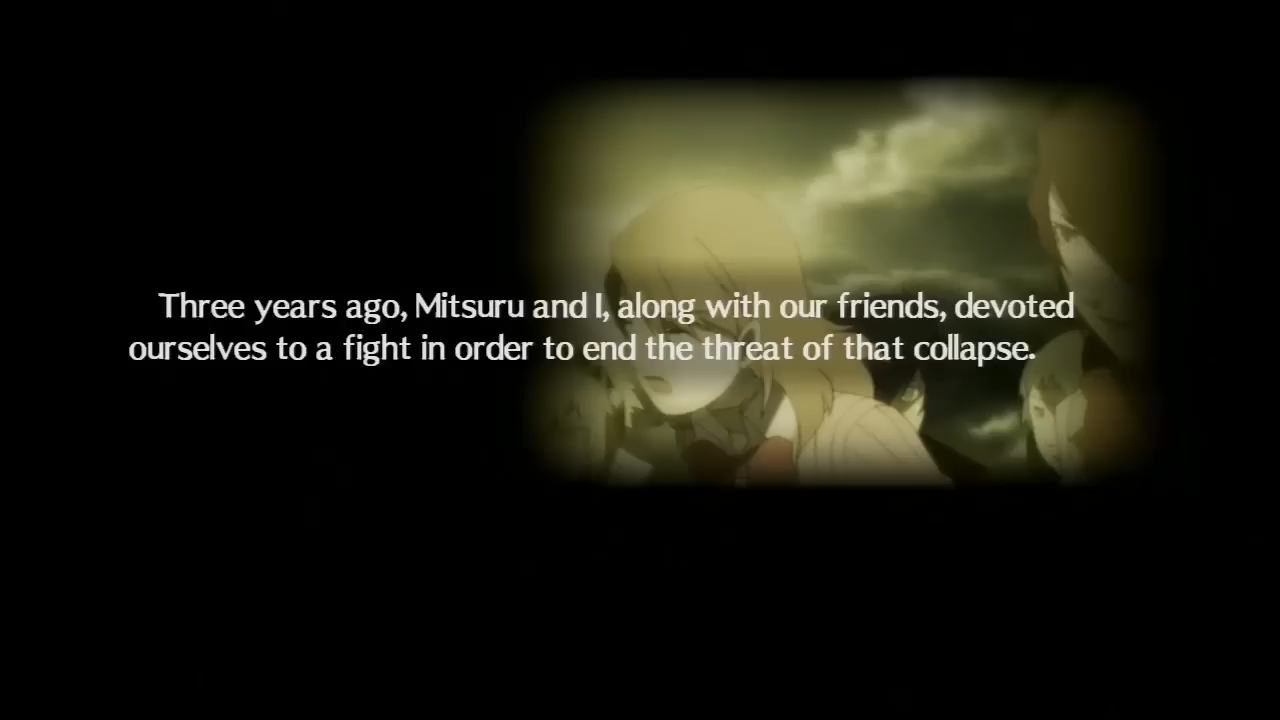 Three years ago, Mitsuru and I, along with our friends, devoted
ourselves to a fight in order to end the threat of that collapse.